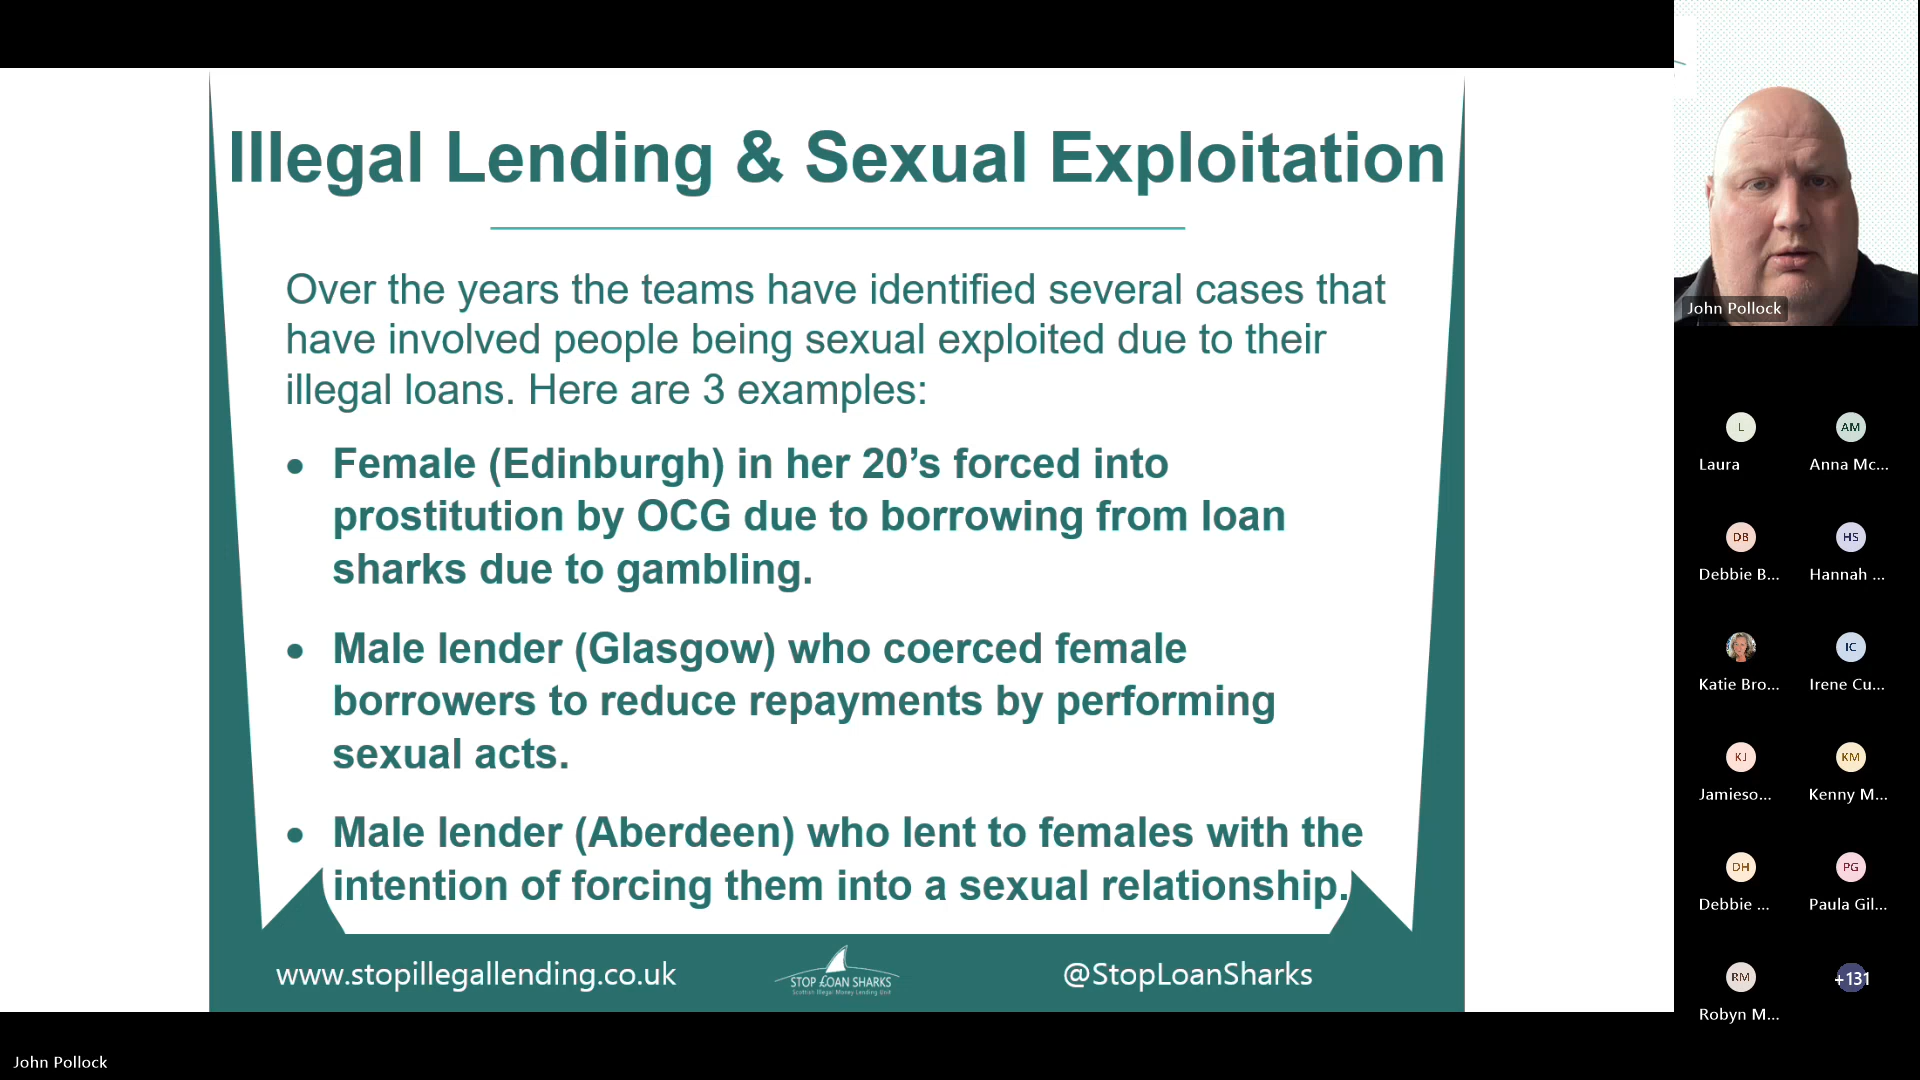 Illegal Lending & Sexual Exploitation
Over the years the teams have identified several cases that
have involved people being sexual exploited due to their
illegal loans. Here are 3 examples:
• Female (Edinburgh) in her 20’s forced into
prostitution by OCG due to borrowing from loan
sharks due to gambling.
• Male lender (Glasgow) who coerced female
borrowers to reduce repayments by performing
sexual acts.
• Male lender (Aberdeen) who lent to females with the
intention of forcing them into a sexual relationship.
www.stopillegallending.co.uk
STOP £OAN SHARKS
Scottish Illegal Money Lending Unit
@StopLoanSharks
John Pollock
John Pollock
L
AM
Laura
Anna Mc...
DB
HS
Debbie B...
Hannah ...
IC
Katie Bro...
Irene Cu...
KJ
KM
Jamieso...
Kenny M...
DH
PG
Debbie ...
Paula Gil...
RM
+131
Robyn M...